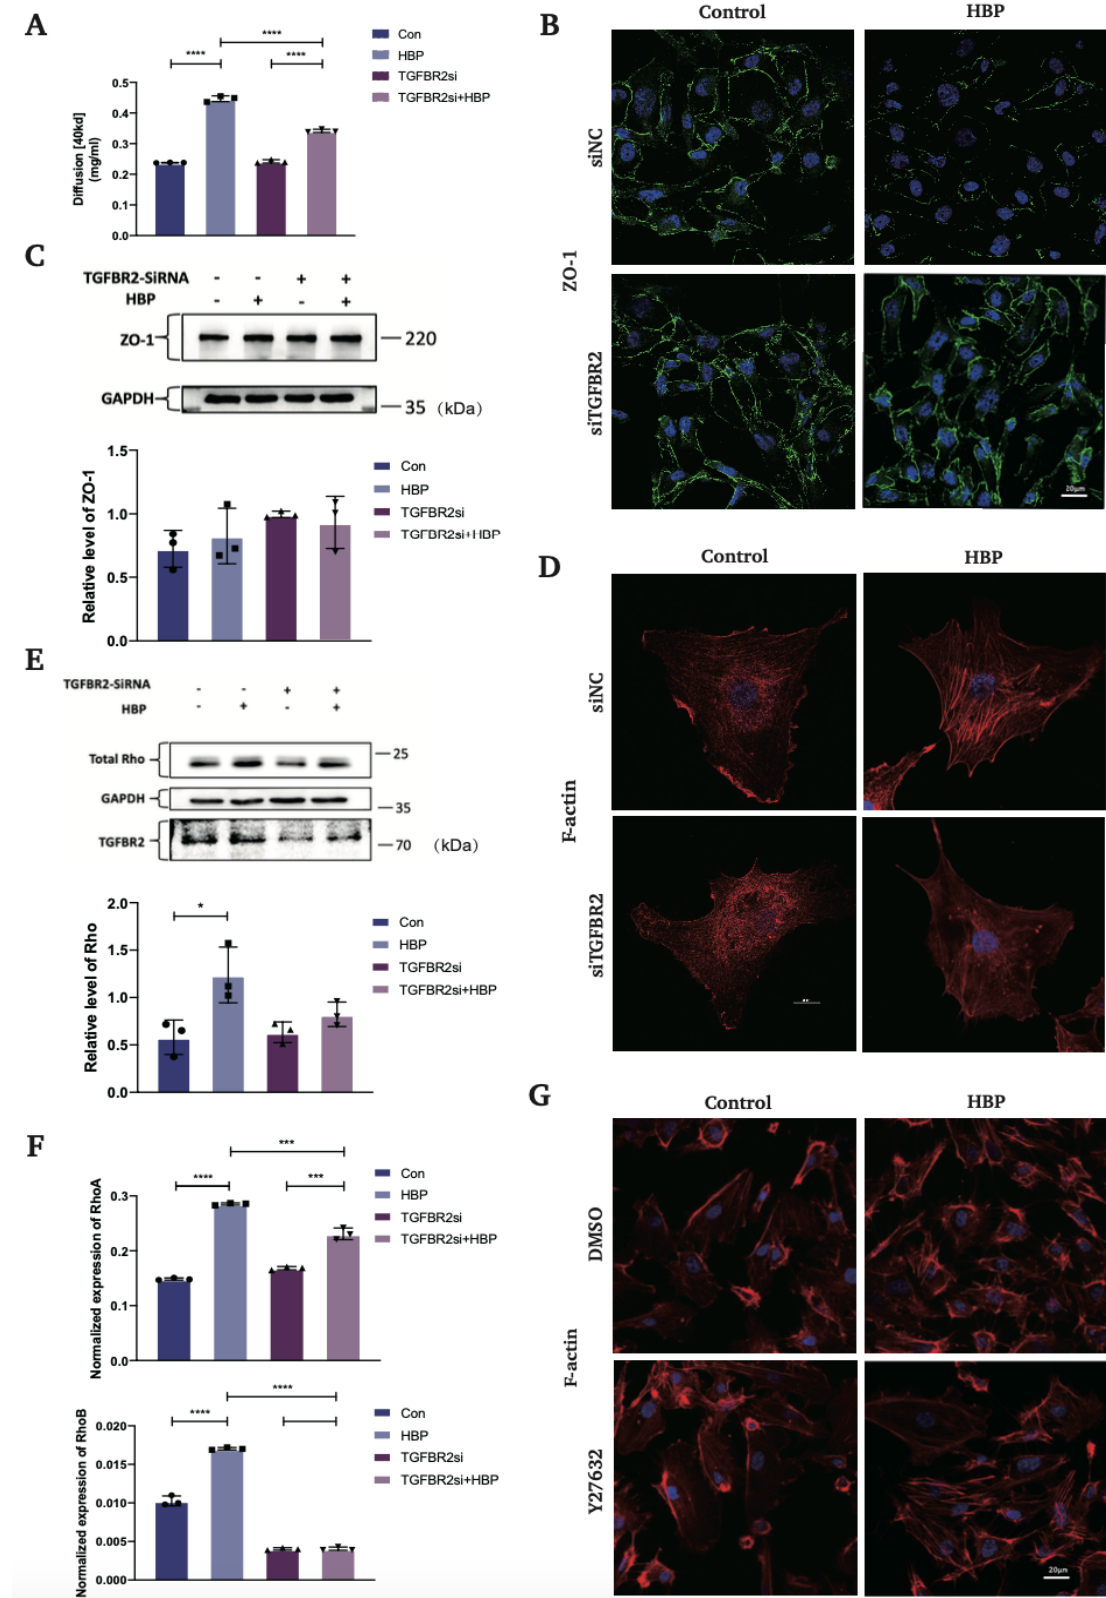 A
****
****
****
Con
HBP
TGFBR2si
TGFBR2si+HBP
Diffusion [40kd]
(mg/ml)
0.5
0.4
0.3
0.2
0.1
0.0
B
Control
HBP
siNC
siTGFBR2
ZO-1
20μm
C
TGFBR2-SiRNA - - + +
HBP - + - +
ZO-1
220
GAPDH
35 (kDa)
Relative level of ZO-1
1.5
1.0
0.5
0.0
Con
HBP
TGFBR2si
TGFBR2si+HBP
D
Control
HBP
siNC
siTGFBR2
F-actin
E
TGFBR2-SiRNA - - + +
HBP - + - +
Total Rho
25
GAPDH
35
TGFBR2
70 (kDa)
Relative level of Rho
2.0
1.5
1.0
0.5
0.0
*
Con
HBP
TGFBR2si
TGFBR2si+HBP
F
***
****
***
Normalized expression of RhoA
0.3
0.2
0.1
0.0
Con
HBP
TGFBR2si
TGFBR2si+HBP
****
****
Normalized expression of RhoB
0.020
0.015
0.010
0.005
0.000
Con
HBP
TGFBR2si
TGFBR2si+HBP
G
Control
HBP
DMSO
Y27632
F-actin
20μm